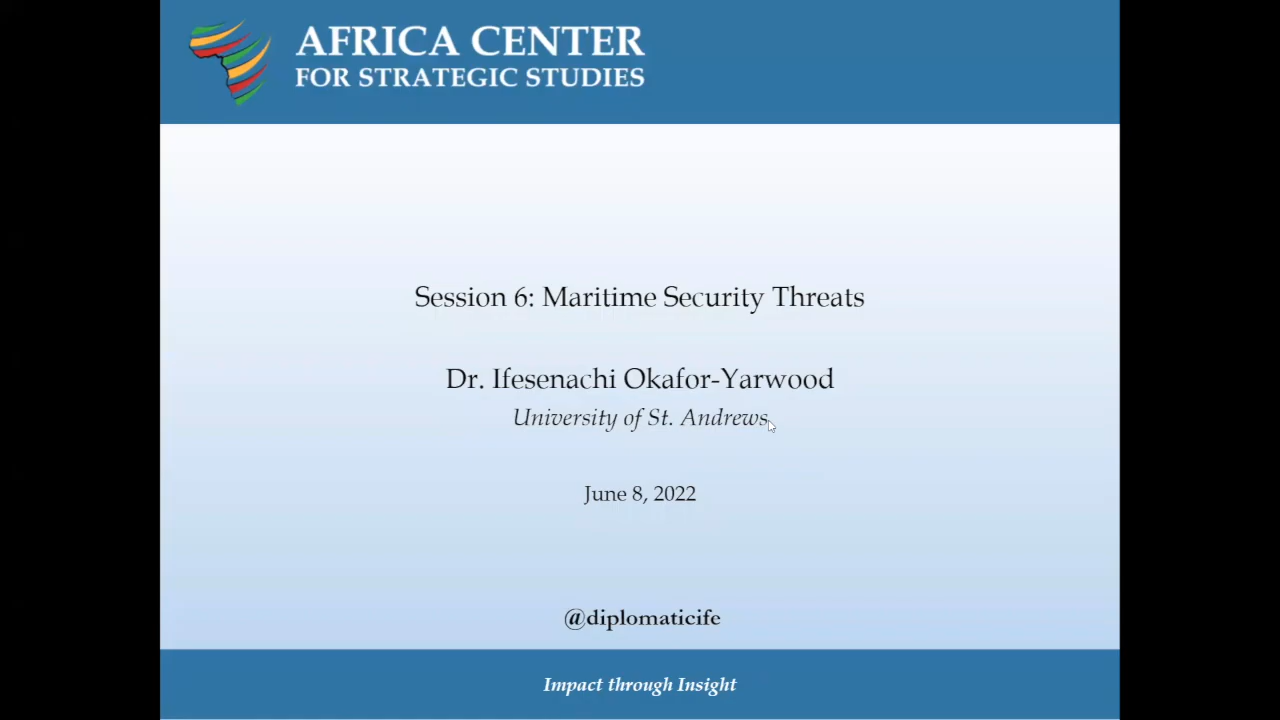 AFRICA CENTER
FOR STRATEGIC STUDIES
Session 6: Maritime Security Threats
Dr. Ifesenachi Okafor-Yarwood
University of St. Andrews
June 8, 2022
@diplomaticife
Impact through Insight